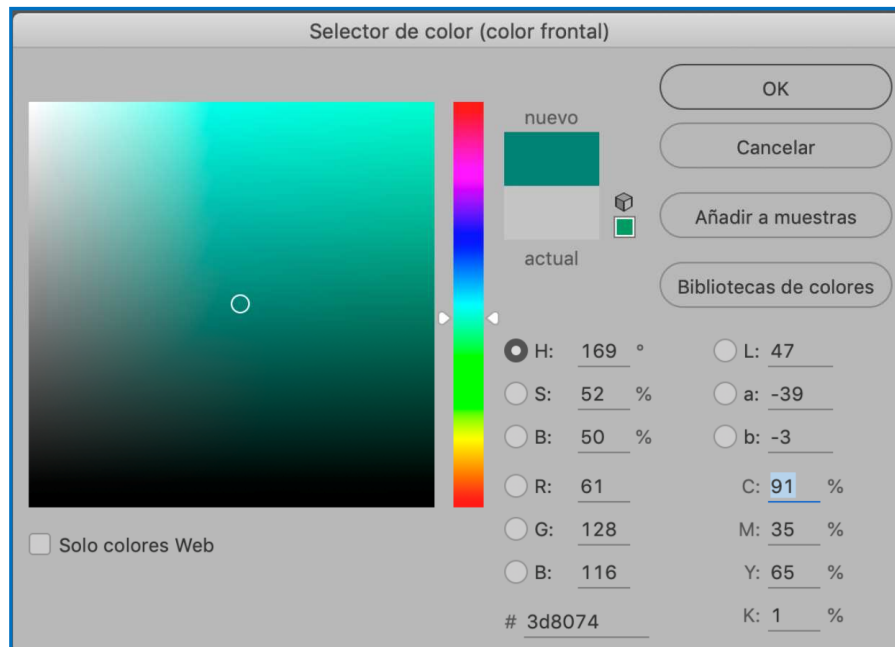 Selector de color (color frontal)
nuevo
actual
OK
Cancelar
Añadir a muestras
Bibliotecas de colores
H: 169 °
S: 52 %
B: 50 %
R: 61
G: 128
B: 116
# 3d8074
L: 47
a: -39
b: -3
C: 91 %
M: 35 %
Y: 65 %
K: 1 %
Solo colores Web